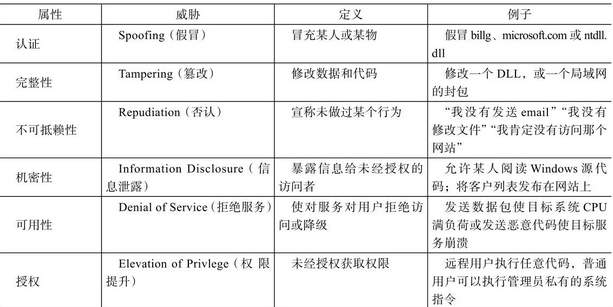 属性 威胁 定义 例子
认证 Spoofing（假冒） 冒充某人或某物 假冒 billg、microsoft.com 或 ntdll.
dll
完整性 Tampering（篡改） 修改数据和代码 修改一个 DLL，或一个局域网
的封包
不可抵赖性 Repudiation（否认） 宣称未做过某个行为 “我没有发送 email”“我没有
修改文件”“我肯定没有访问那个
网站”
机密性 Information Disclosure（信 暴露信息给未经授权的 允许某人阅读 Windows 源代
息泄露） 访问者 码；将客户列表发布在网站上
可用性 Denial of Service（拒绝服务） 使对服务对用户拒绝访 发送数据包使目标系统 CPU
问或降级 满负荷或发送恶意代码使目标服
务崩溃
授权 Elevation of Privlege（权限 未经授权获取权限 远程用户执行任意代码，普通
提升） 用户可以执行管理员私有的系统
指令